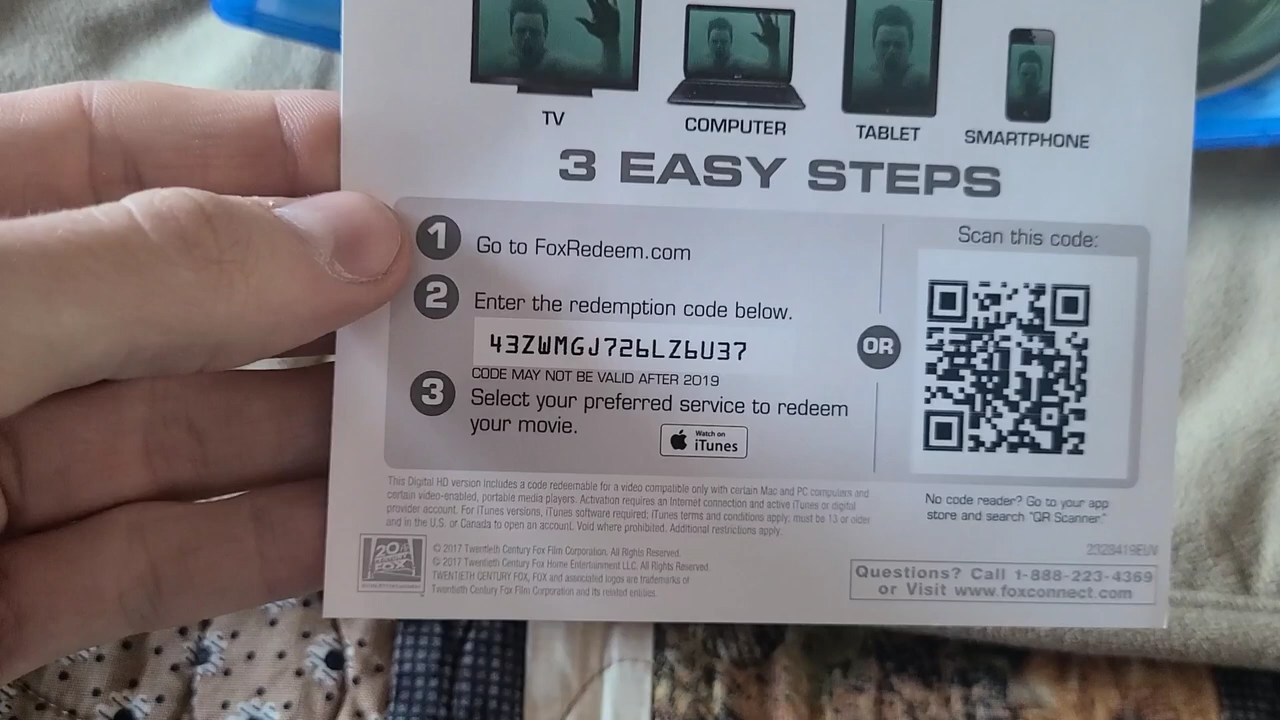 TV
COMPUTER
TABLET
SMARTPHONE
3 EASY STEPS
1 Go to FoxRedeem.com
2 Enter the redemption code below.
43ZWMGJ726LZ6U37
CODE MAY NOT BE VALID AFTER 2019
3 Select your preferred service to redeem
your movie.
Watch on
iTunes
OR
Scan this code:
No code reader? Go to your app
store and search "QR Scanner."
This Digital HD version includes a code redeemable for a video compatible only with certain Mac and PC computers and
certain video-enabled, portable media players. Activation requires an Internet connection and active iTunes or digital
provider account. For iTunes versions, iTunes software required; iTunes terms and conditions apply; must be 13 or older
and in the U.S. or Canada to open an account. Void where prohibited. Additional restrictions apply.
20th
CENTURY
FOX
© 2017 Twentieth Century Fox Film Corporation. All Rights Reserved.
© 2017 Twentieth Century Fox Home Entertainment LLC. All Rights Reserved.
TWENTIETH CENTURY FOX, FOX and associated logos are trademarks of
Twentieth Century Fox Film Corporation and its related entities.
Questions? Call 1-888-223-4369
or Visit www.foxconnect.com